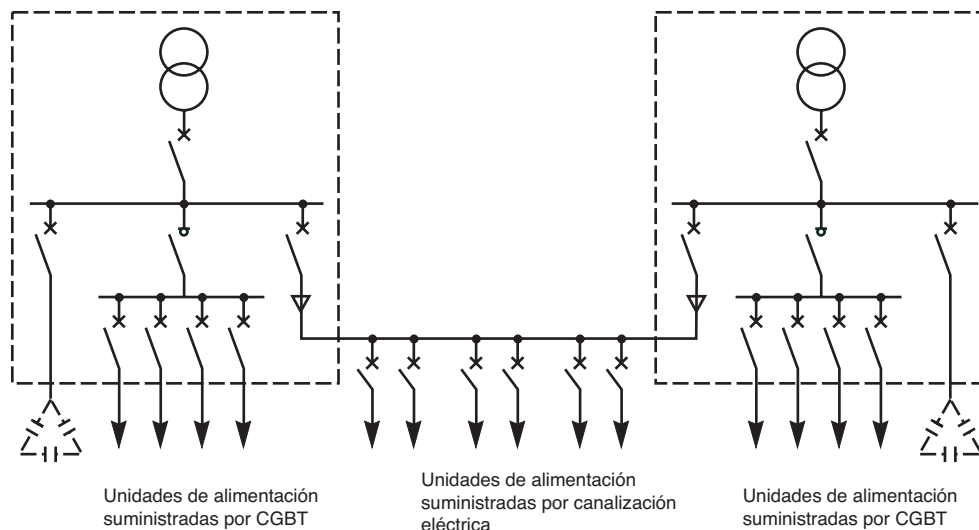 Unidades de alimentación
suministradas por CGBT
Unidades de alimentación
suministradas por canalización
eléctrica
Unidades de alimentación
suministradas por CGBT